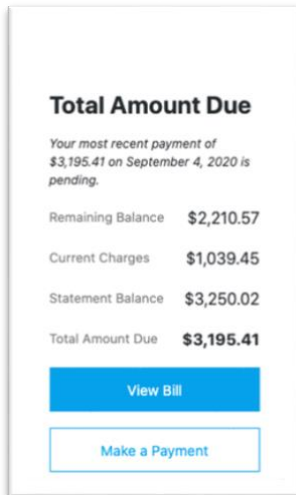 Total Amount Due
Your most recent payment of
$3,195.41 on September 4, 2020 is
pending.
Remaining Balance $2,210.57
Current Charges $1,039.45
Statement Balance $3,250.02
Total Amount Due $3,195.41
View Bill
Make a Payment